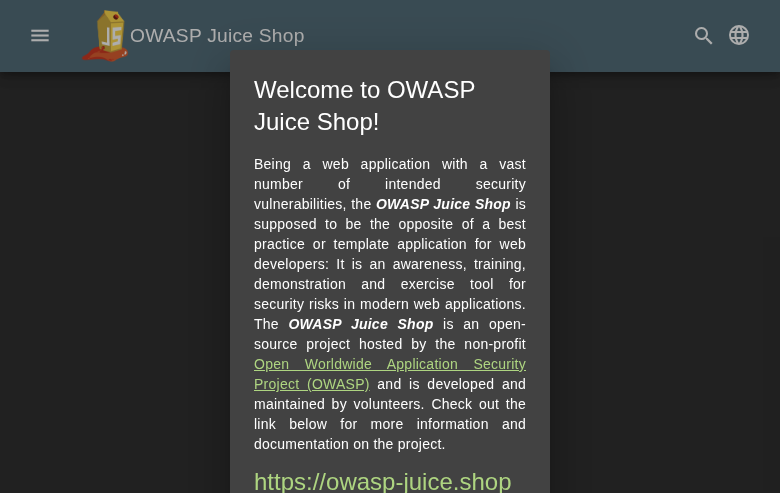 OWASP Juice Shop
Welcome to OWASP
Juice Shop!
Being a web application with a vast
number of intended security
vulnerabilities, the OWASP Juice Shop is
supposed to be the opposite of a best
practice or template application for web
developers: It is an awareness, training,
demonstration and exercise tool for
security risks in modern web applications.
The OWASP Juice Shop is an open-
source project hosted by the non-profit
Open Worldwide Application Security
Project (OWASP) and is developed and
maintained by volunteers. Check out the
link below for more information and
documentation on the project.
https://owasp-juice.shop